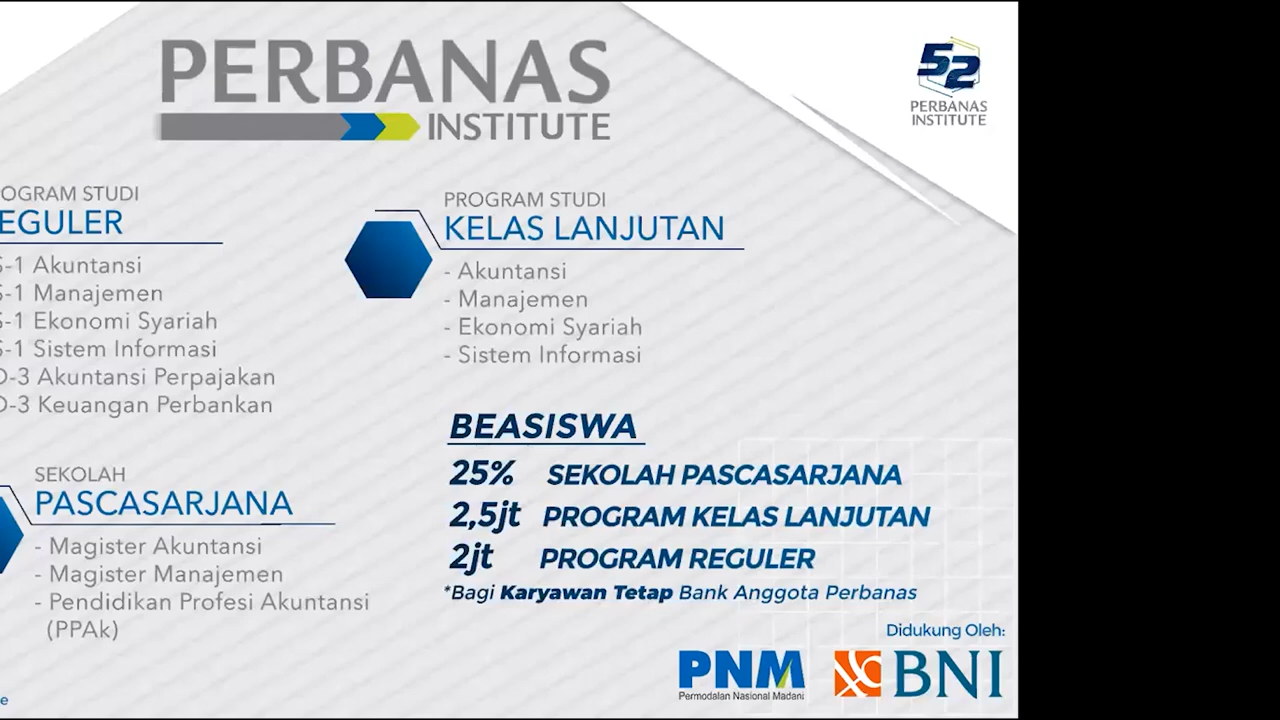 PERBANAS
INSTITUTE
52
PERBANAS
INSTITUTE
STUDI
S-1 Akuntansi
S-1 Manajemen
S-1 Ekonomi Syariah
S-1 Sistem Informasi
D-3 Akuntansi Perpajakan
D-3 Keuangan Perbankan
PROGRAM STUDI
KELAS LANJUTAN
- Akuntansi
- Manajemen
- Ekonomi Syariah
- Sistem Informasi
SEKOLAH
PASCASARJANA
- Magister Akuntansi
- Magister Manajemen
- Pendidikan Profesi Akuntansi
(PPAk)
BEASISWA
25% SEKOLAH PASCASARJANA
2,5jt PROGRAM KELAS LANJUTAN
2jt PROGRAM REGULER
*Bagi Karyawan Tetap Bank Anggota Perbanas
Didukung Oleh:
PNM
Permodalan Nasional Madani
BNI